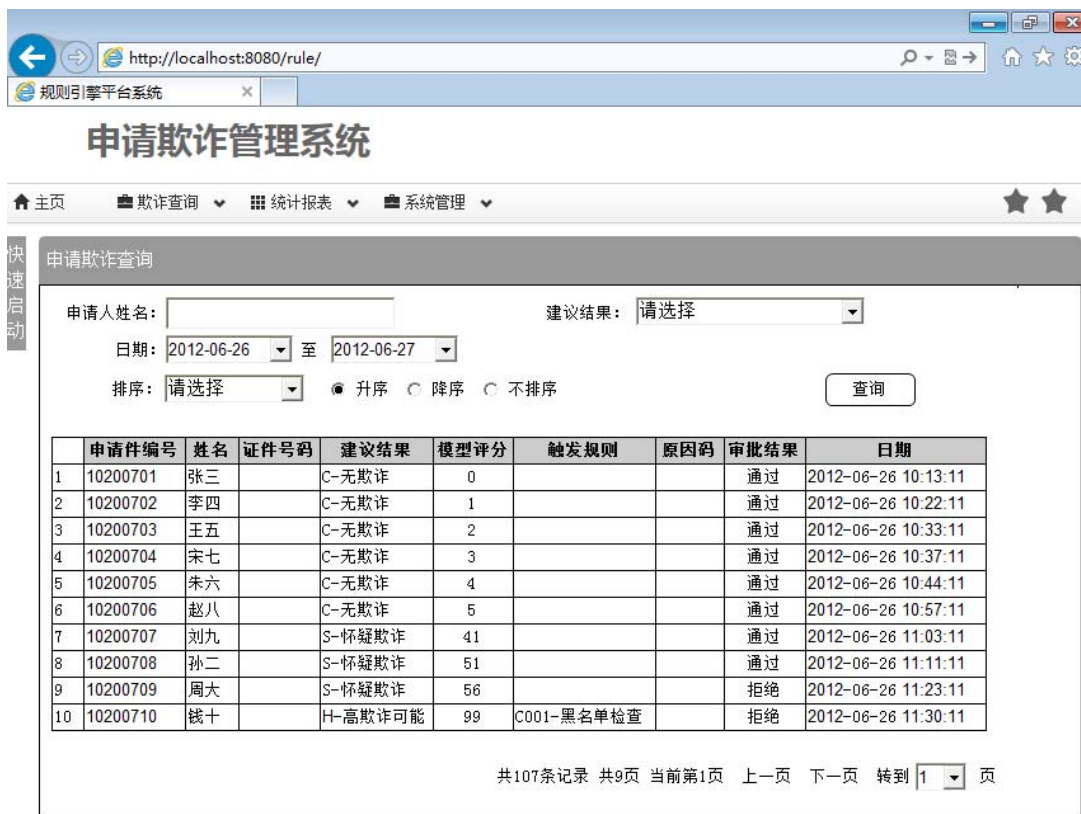 http://localhost:8080/rule/
规则引擎平台系统
申请欺诈管理系统
主页 欺诈查询 统计报表 系统管理
快速启动
申请欺诈查询
申请人姓名: 建议结果: 请选择
日期: 2012-06-26 至 2012-06-27
排序: 请选择 升序 降序 不排序 查询
申请件编号 姓名 证件号码 建议结果 模型评分 触发规则 原因码 审批结果 日期
1 10200701 张三 C-无欺诈 0 通过 2012-06-26 10:13:11
2 10200702 李四 C-无欺诈 1 通过 2012-06-26 10:22:11
3 10200703 王五 C-无欺诈 2 通过 2012-06-26 10:33:11
4 10200704 宋七 C-无欺诈 3 通过 2012-06-26 10:37:11
5 10200705 朱六 C-无欺诈 4 通过 2012-06-26 10:44:11
6 10200706 赵八 C-无欺诈 5 通过 2012-06-26 10:57:11
7 10200707 刘九 S-怀疑欺诈 41 通过 2012-06-26 11:03:11
8 10200708 孙二 S-怀疑欺诈 51 通过 2012-06-26 11:11:11
9 10200709 周大 S-怀疑欺诈 56 拒绝 2012-06-26 11:23:11
10 10200710 钱十 H-高欺诈可能 99 C001-黑名单检查 拒绝 2012-06-26 11:30:11
共107条记录 共9页 当前第1页 上一页 下一页 转到 1 页